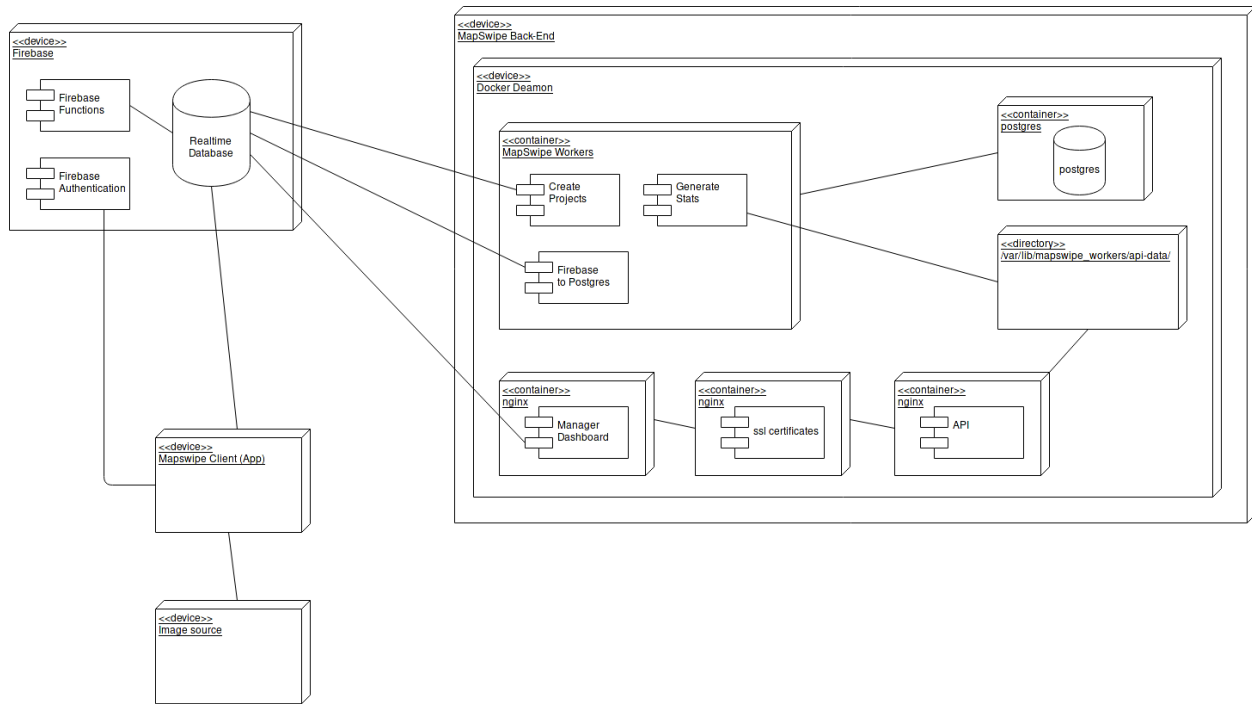 <<device>>
Firebase
Firebase
Functions
Firebase
Authentication
Realtime
Database
<<device>>
MapSwipe Back-End
<<device>>
Docker Deamon
<<container>>
MapSwipe Workers
Create
Projects
Generate
Stats
Firebase
to Postgres
<<container>>
postgres
postgres
<<directory>>
/var/lib/mapswipe_workers/api-data/
<<container>>
nginx
Manager
Dashboard
<<container>>
nginx
ssl certificates
<<container>>
nginx
API
<<device>>
Mapswipe Client (App)
<<device>>
Image source